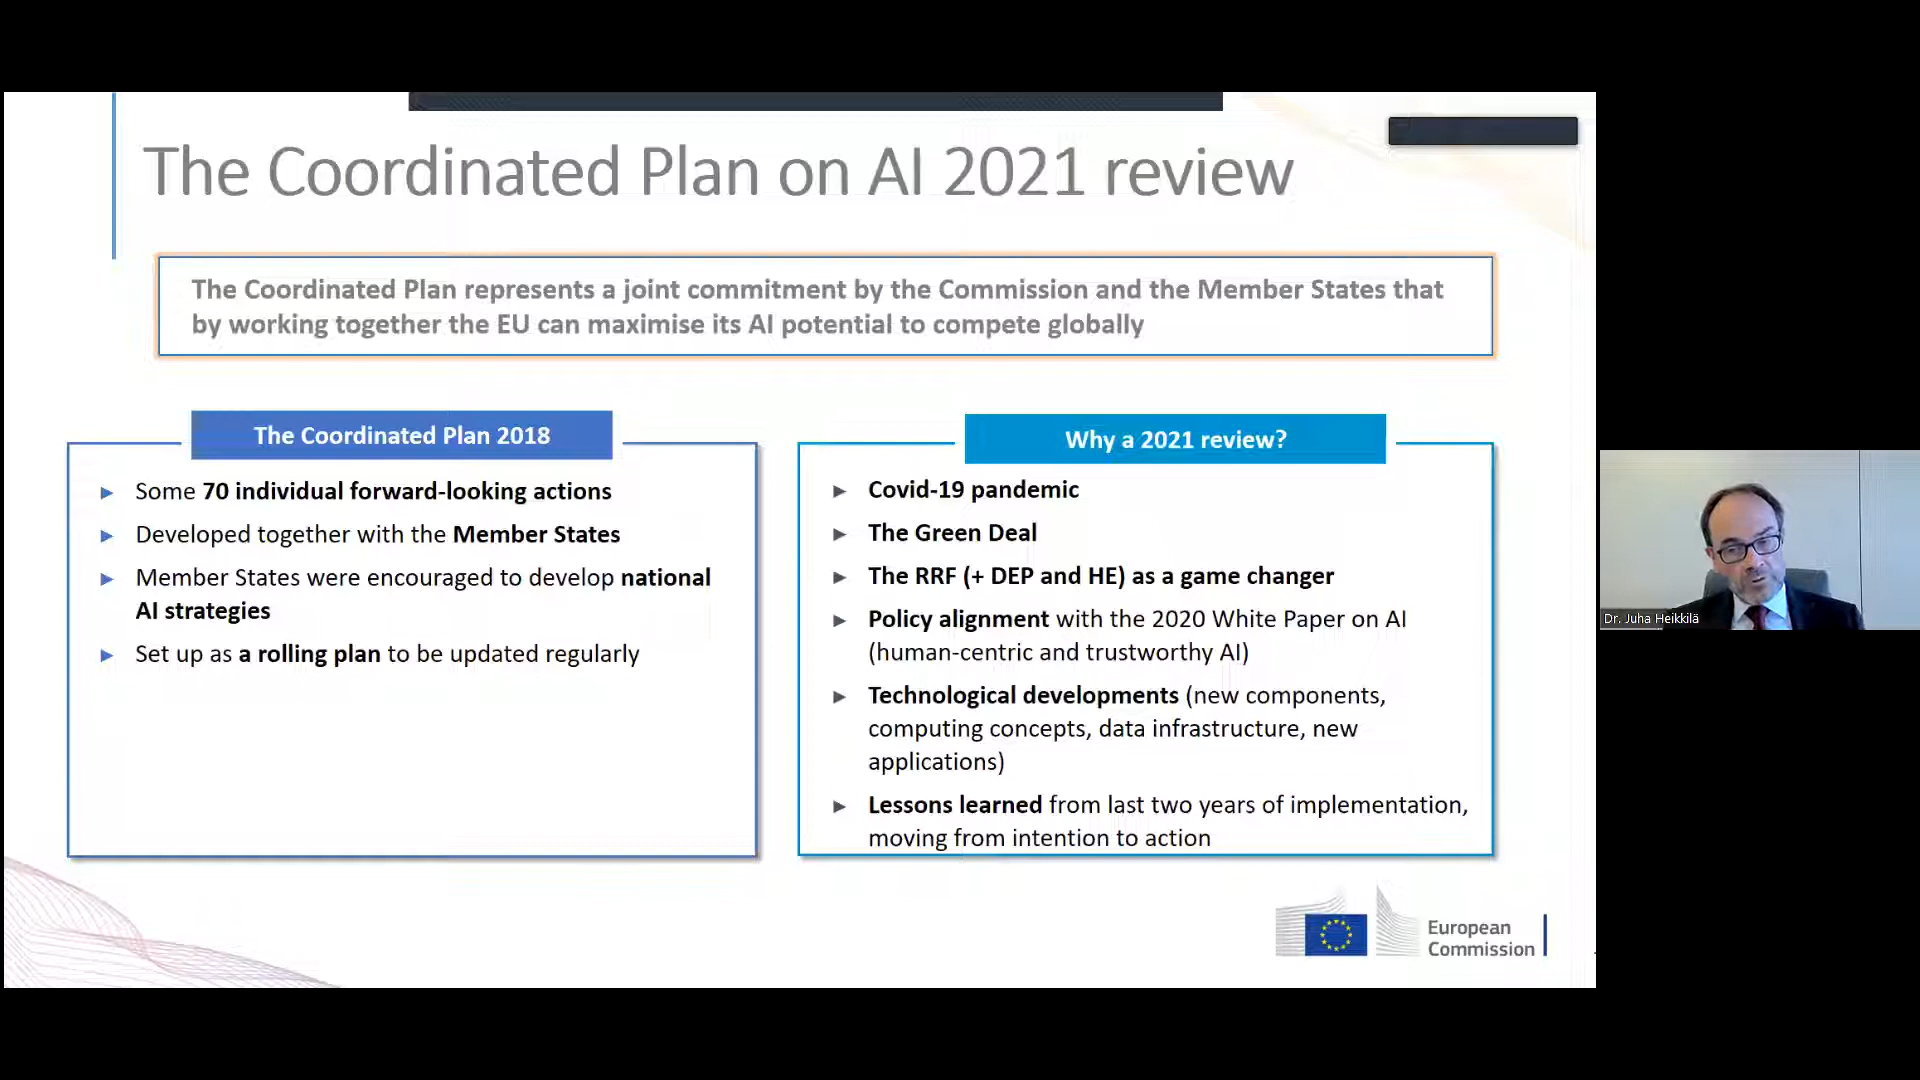 The Coordinated Plan on AI 2021 review
The Coordinated Plan represents a joint commitment by the Commission and the Member States that
by working together the EU can maximise its AI potential to compete globally
The Coordinated Plan 2018
Some 70 individual forward-looking actions
Developed together with the Member States
Member States were encouraged to develop national
AI strategies
Set up as a rolling plan to be updated regularly
Why a 2021 review?
Covid-19 pandemic
The Green Deal
The RRF (+ DEP and HE) as a game changer
Policy alignment with the 2020 White Paper on AI
(human-centric and trustworthy AI)
Technological developments (new components,
computing concepts, data infrastructure, new
applications)
Lessons learned from last two years of implementation,
moving from intention to action
European
Commission
Dr. Juha Heikkilä